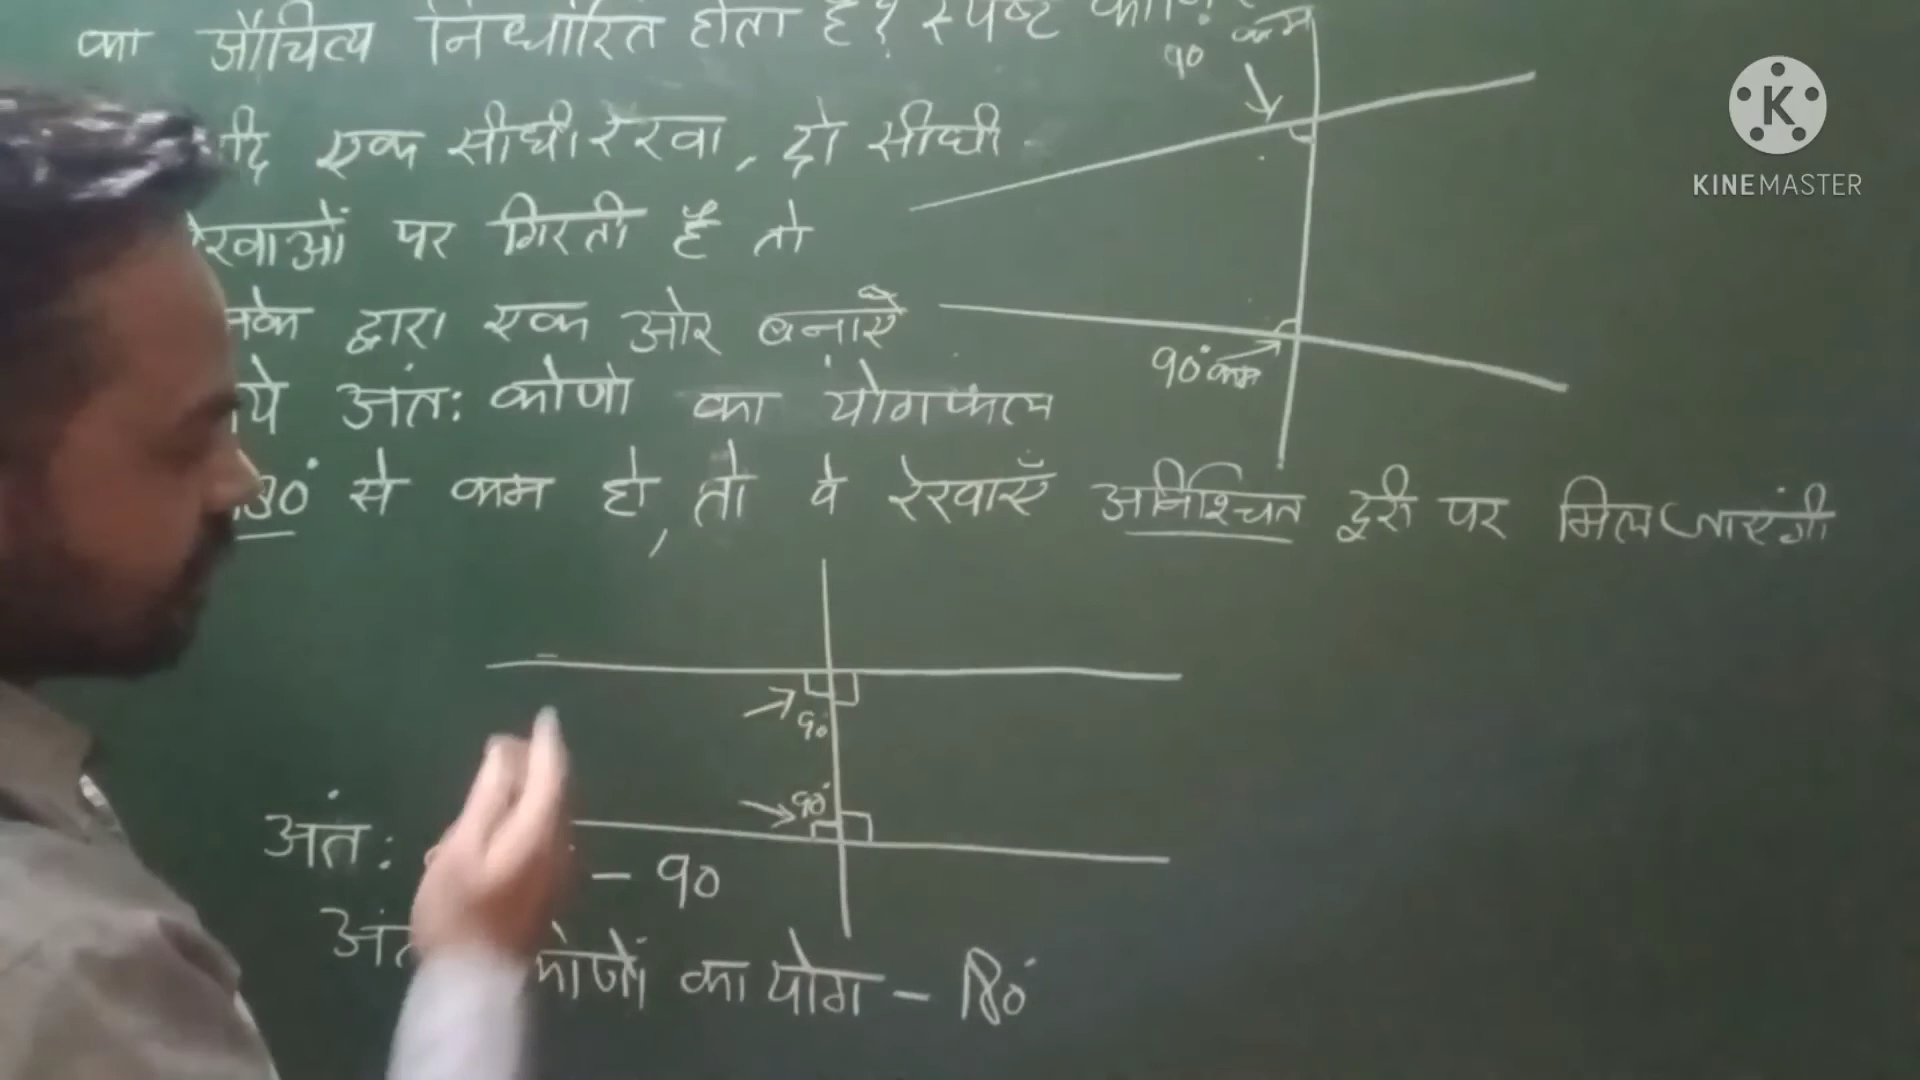 का औचित्य निर्धारित होता है? स्पष्ट
एक सीधी रेखा, दो सीधी
रेखाओं पर गिरती है तो
द्वारा एक ओर बनाएँ
अंतः कोणो का योगफल
से कम हो, तो वे रेखाएँ अनिश्चित दूरी पर मिल जाएंगी
90 कम
90° कम
90°
90°
अंतः
– 90
कोणों का योग – 180°
K
KINEMASTER